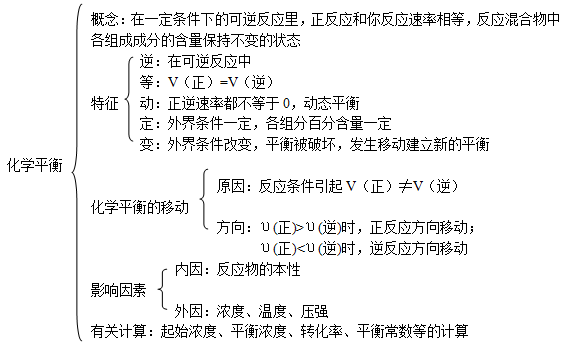 概念：在一定条件下的可逆反应里，正反应和你反应速率相等，反应混合物中
各组成成分的含量保持不变的状态
逆：在可逆反应中
等：V（正）=V（逆）
特征
动：正逆速率都不等于 0，动态平衡
定：外界条件一定，各组分百分含量一定
变：外界条件改变，平衡被破坏，发生移动建立新的平衡
化学平衡
原因：反应条件引起 V（正）≠V（逆）
化学平衡的移动
方向：υ(正)>υ(逆)时，正反应方向移动；
υ(正)<υ(逆)时，逆反应方向移动
内因：反应物的本性
影响因素
外因：浓度、温度、压强
有关计算：起始浓度、平衡浓度、转化率、平衡常数等的计算